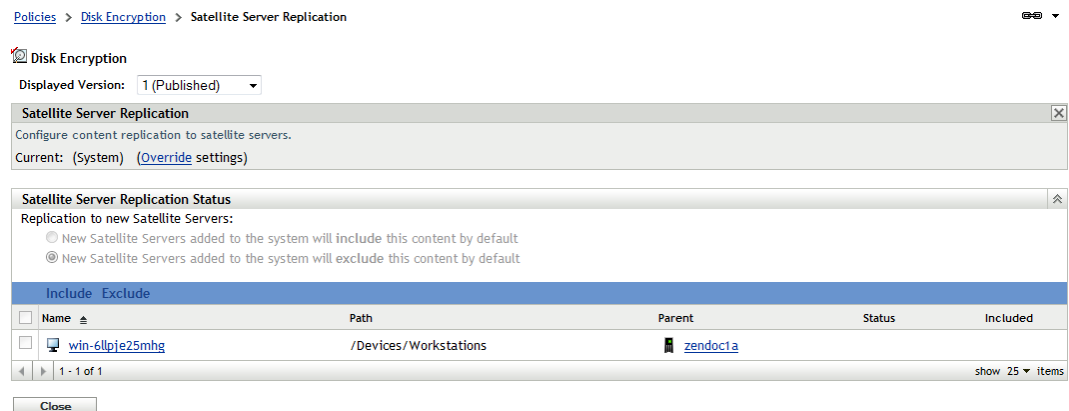 Policies > Disk Encryption > Satellite Server Replication
Disk Encryption
Displayed Version: 1 (Published)
Satellite Server Replication
Configure content replication to satellite servers.
Current: (System) (Override settings)
Satellite Server Replication Status
Replication to new Satellite Servers:
New Satellite Servers added to the system will include this content by default
New Satellite Servers added to the system will exclude this content by default
Include Exclude
Name Path Parent Status Included
win-6llpje25mhg /Devices/Workstations zendoc1a
1 - 1 of 1 show 25 items
Close